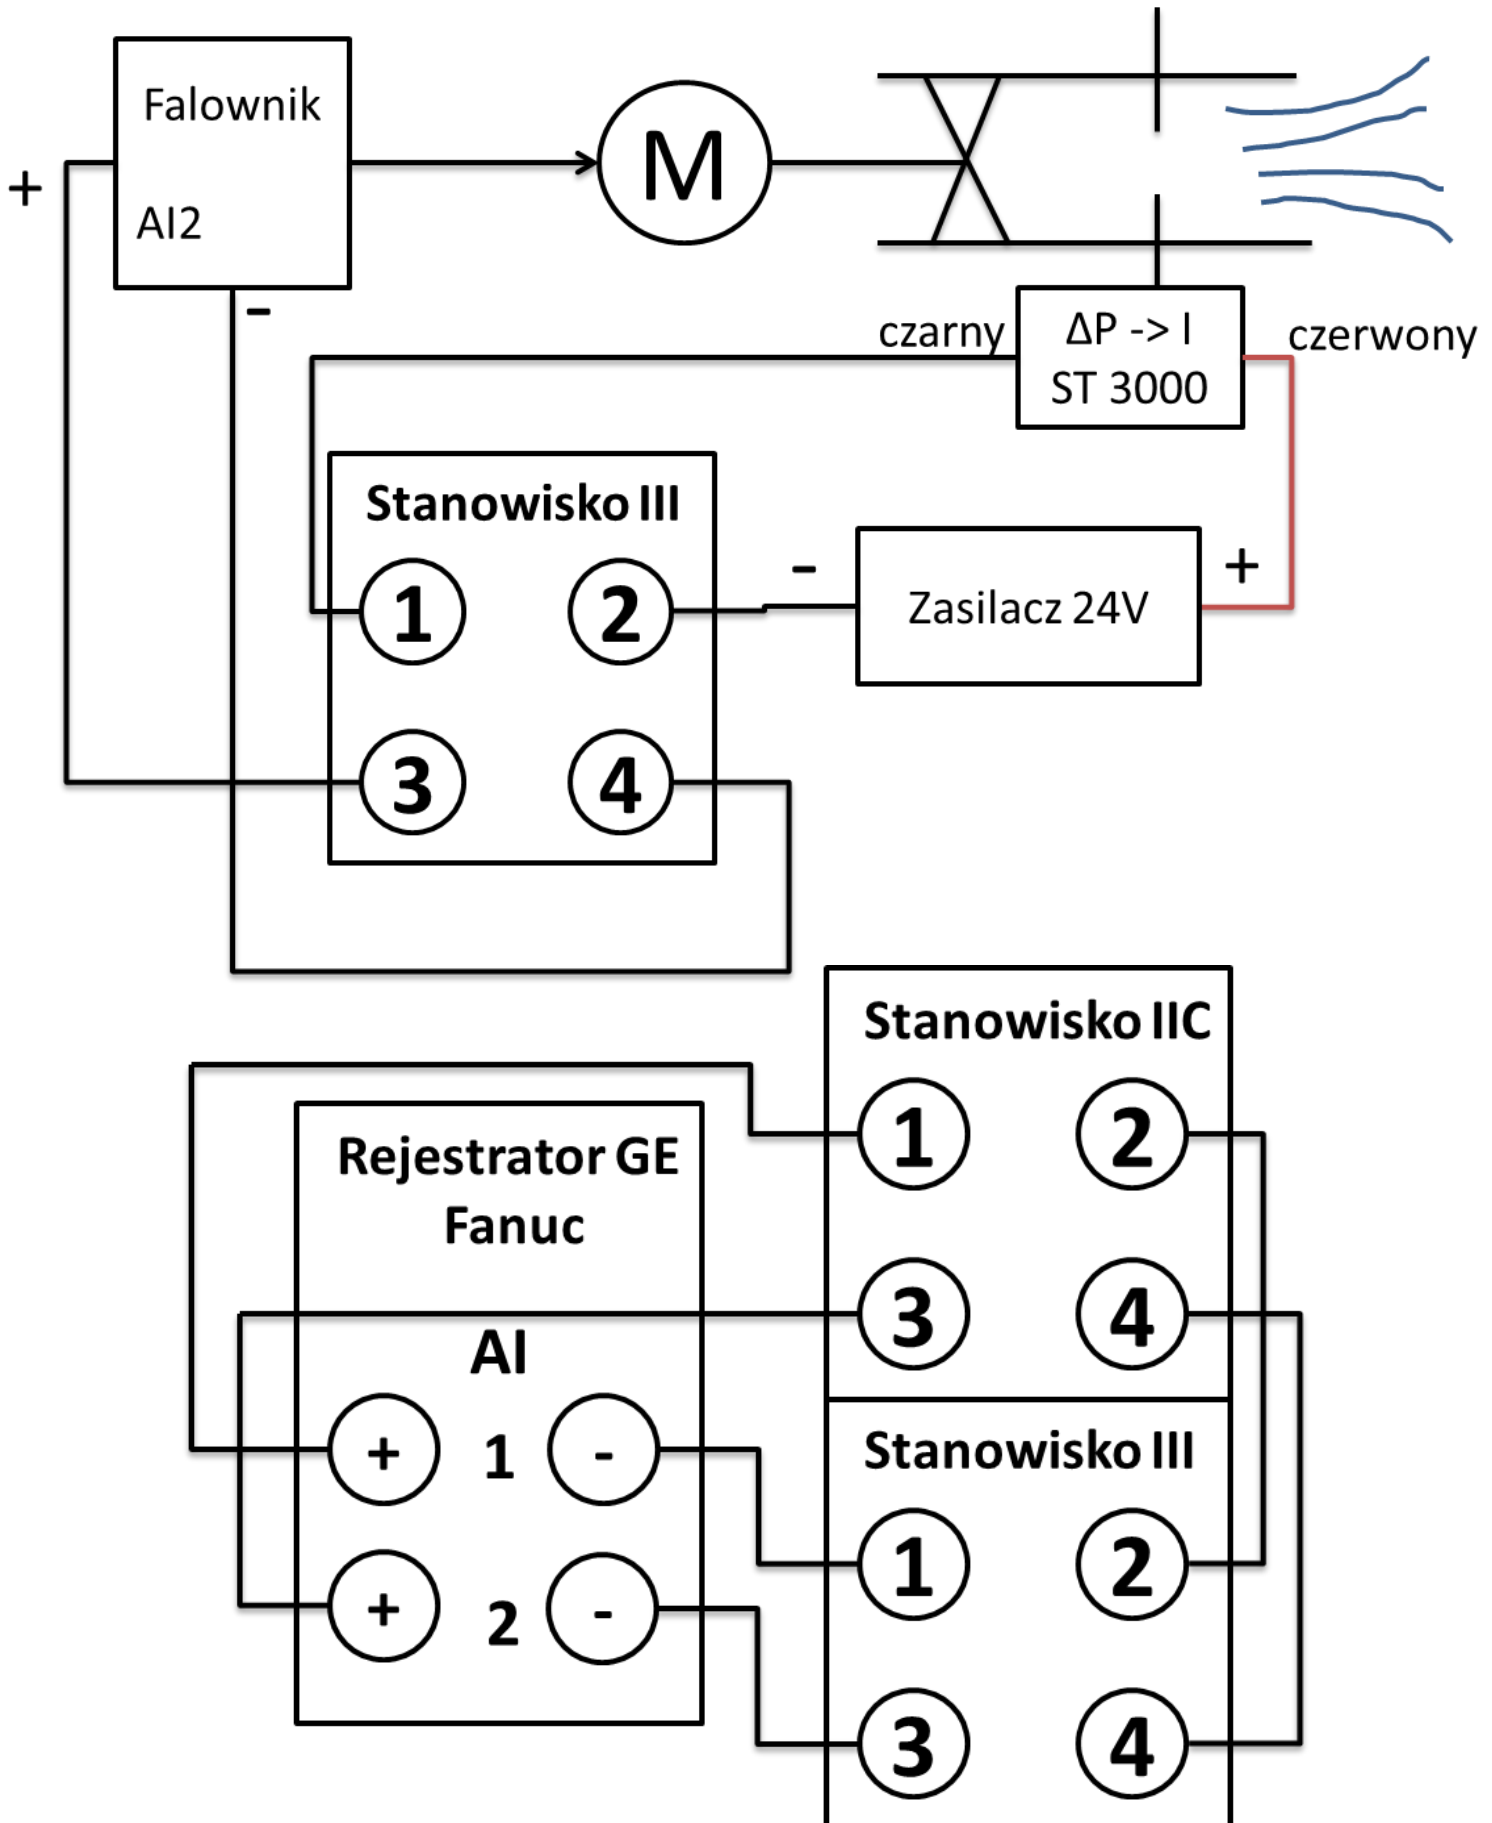 Falownik
M
+
AI2
-
czarny
ΔP -> I
czerwony
ST 3000
Stanowisko III
-
+
1
2
Zasilacz 24V
3
4
Stanowisko IIC
1
2
Rejestrator GE
Fanuc
3
4
AI
+
1
-
Stanowisko III
1
2
+
2
-
3
4